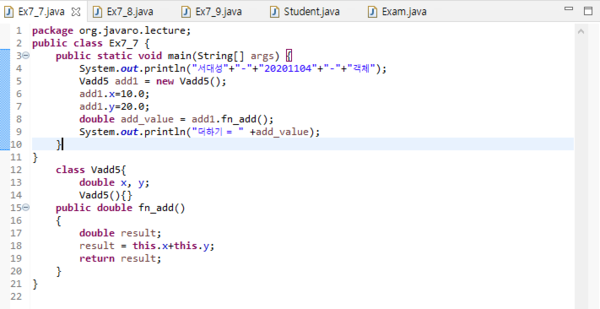 Ex7_7.java Ex7_8.java Ex7_9.java Student.java Exam.java
1 package org.javaro.lecture;
2 public class Ex7_7 {
3 public static void main(String[] args) {
4 System.out.println("서대성"+"-"+"20201104"+"-"+"객체");
5 Vadd5 add1 = new Vadd5();
6 add1.x=10.0;
7 add1.y=20.0;
8 double add_value = add1.fn_add();
9 System.out.println("더하기 = " +add_value);
10 }
11 }
12 class Vadd5{
13 double x, y;
14 Vadd5(){}
15 public double fn_add()
16 {
17 double result;
18 result = this.x+this.y;
19 return result;
20 }
21 }
22